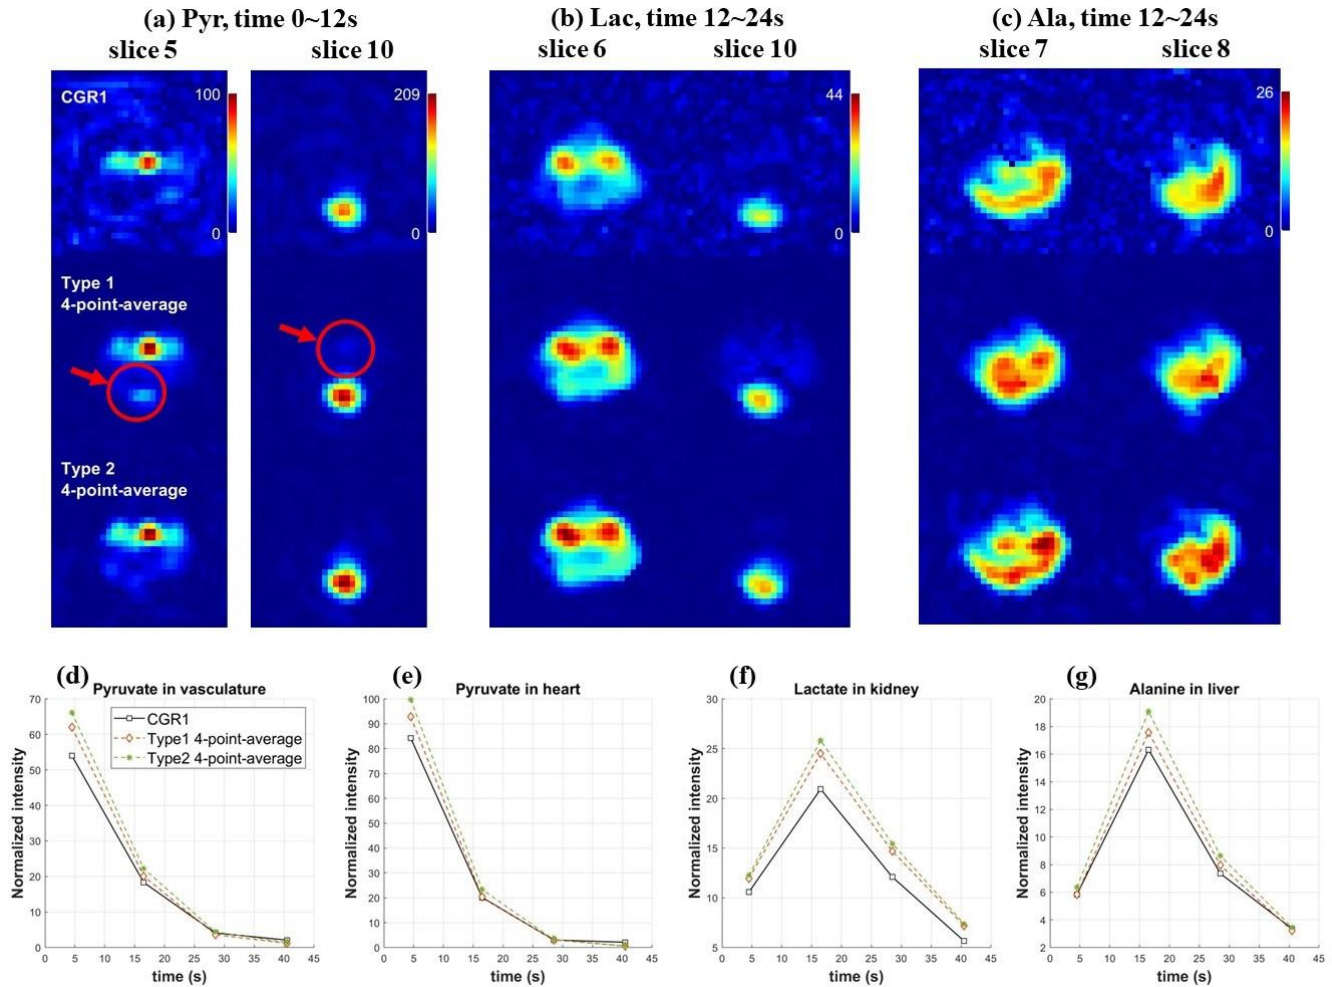 (a) Pyr, time 0~12s
slice 5 slice 10
(b) Lac, time 12~24s
slice 6 slice 10
(c) Ala, time 12~24s
slice 7 slice 8
CGR1
100
0
209
0
44
0
26
0
Type 1
4-point-average
Type 2
4-point-average
(d) Pyruvate in vasculature
Normalized intensity
70
60
50
40
30
20
10
0
CGR1
Type1 4-point-average
Type2 4-point-average
0 5 10 15 20 25 30 35 40 45
time (s)
(e) Pyruvate in heart
Normalized intensity
100
90
80
70
60
50
40
30
20
10
0
0 5 10 15 20 25 30 35 40 45
time (s)
(f) Lactate in kidney
Normalized intensity
30
25
20
15
10
5
0 5 10 15 20 25 30 35 40 45
time (s)
(g) Alanine in liver
Normalized intensity
20
18
16
14
12
10
8
6
4
2
0 5 10 15 20 25 30 35 40 45
time (s)